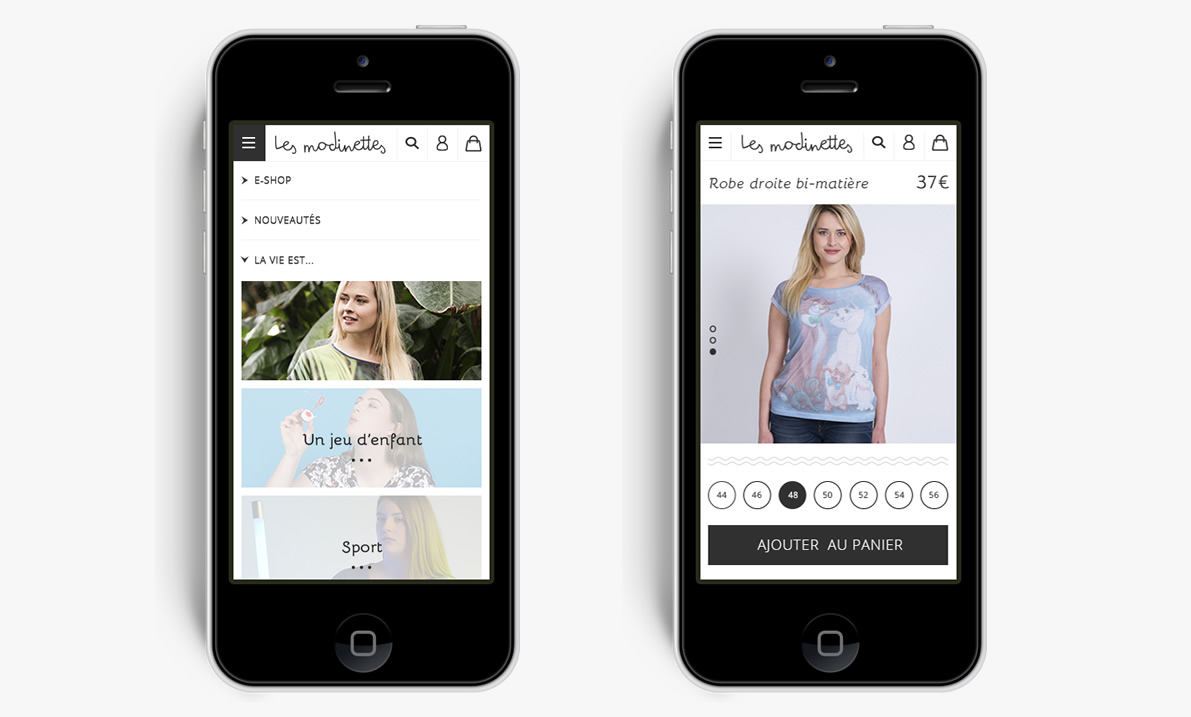 Les modinettes
E-SHOP
NOUVEAUTÉS
LA VIE EST...
Un jeu d'enfant
Sport
Les modinettes
Robe droite bi-matière 37€
44 46 48 50 52 54 56
AJOUTER AU PANIER